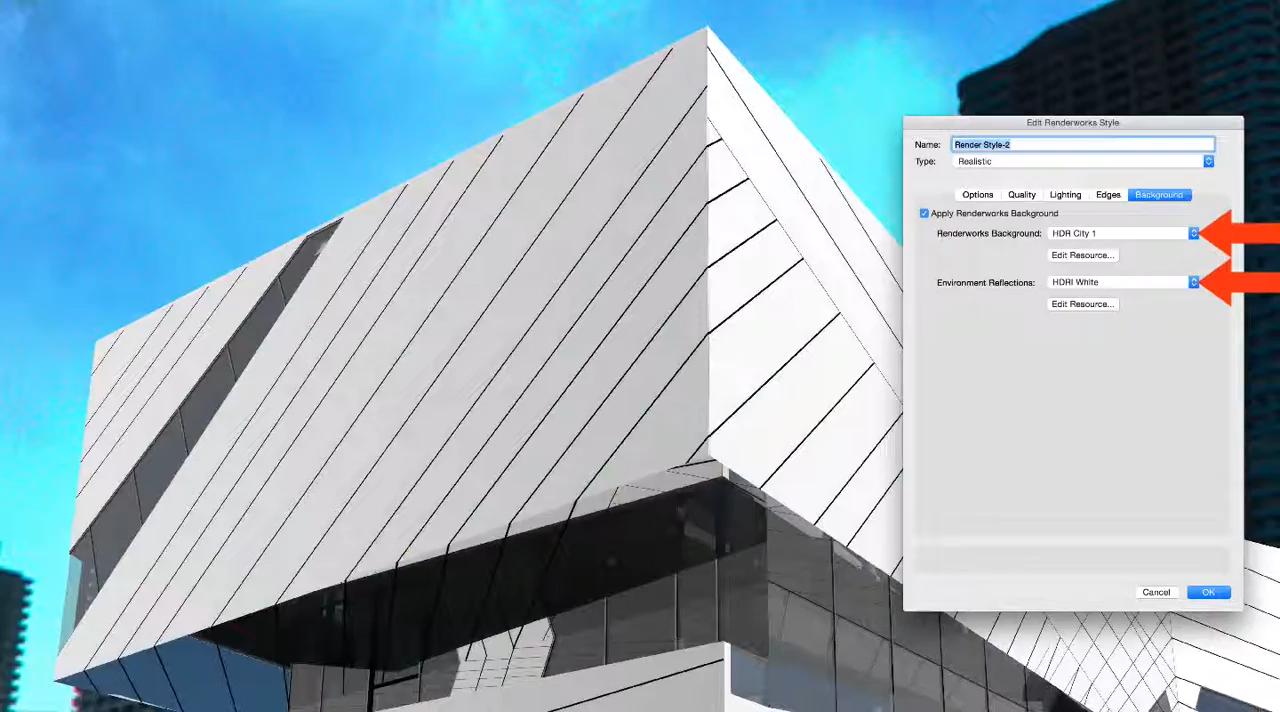 Edit Renderworks Style
Name: Render Style-2
Type: Realistic
Options Quality Lighting Edges Background
Apply Renderworks Background
Renderworks Background: HDR City 1
Edit Resource...
Environment Reflections: HDRI White
Edit Resource...
Cancel OK